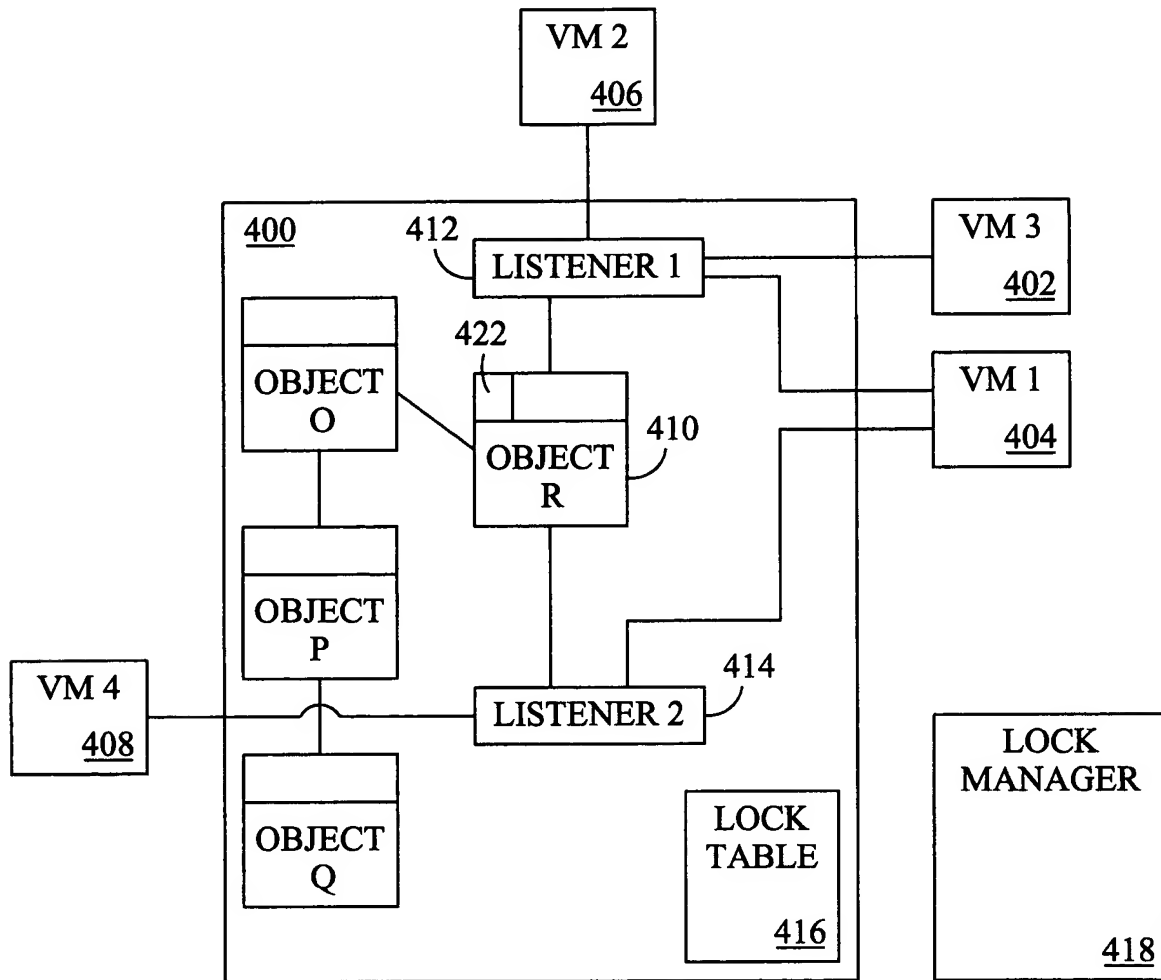 VM 2
406
400
412
LISTENER 1
VM 3
402
422
OBJECT
O
OBJECT
R
410
VM 1
404
OBJECT
P
VM 4
408
LISTENER 2
414
OBJECT
Q
LOCK
TABLE
416
LOCK
MANAGER
418